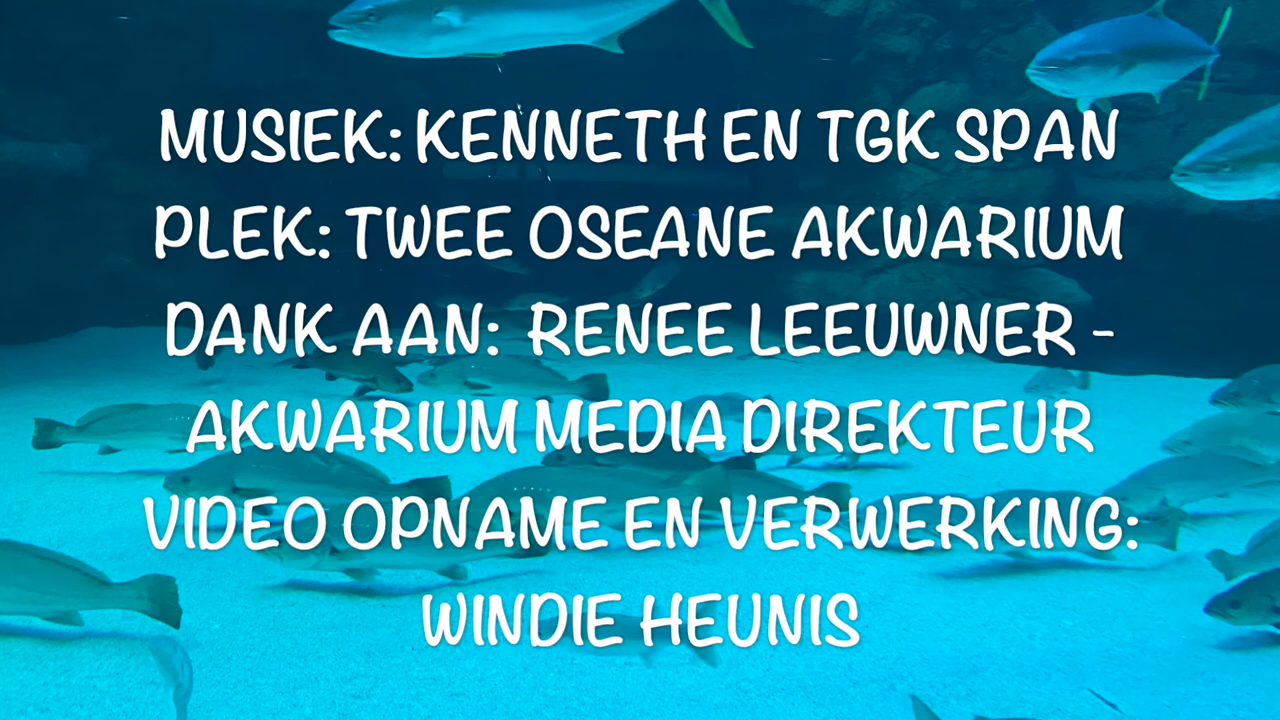 MUSIEK: KENNETH EN TGK SPAN
PLEK: TWEE OSEANE AKWARIUM
DANK AAN: RENEE LEEUWNER -
AKWARIUM MEDIA DIREKTEUR
VIDEO OPNAME EN VERWERKING:
WINDIE HEUNIS